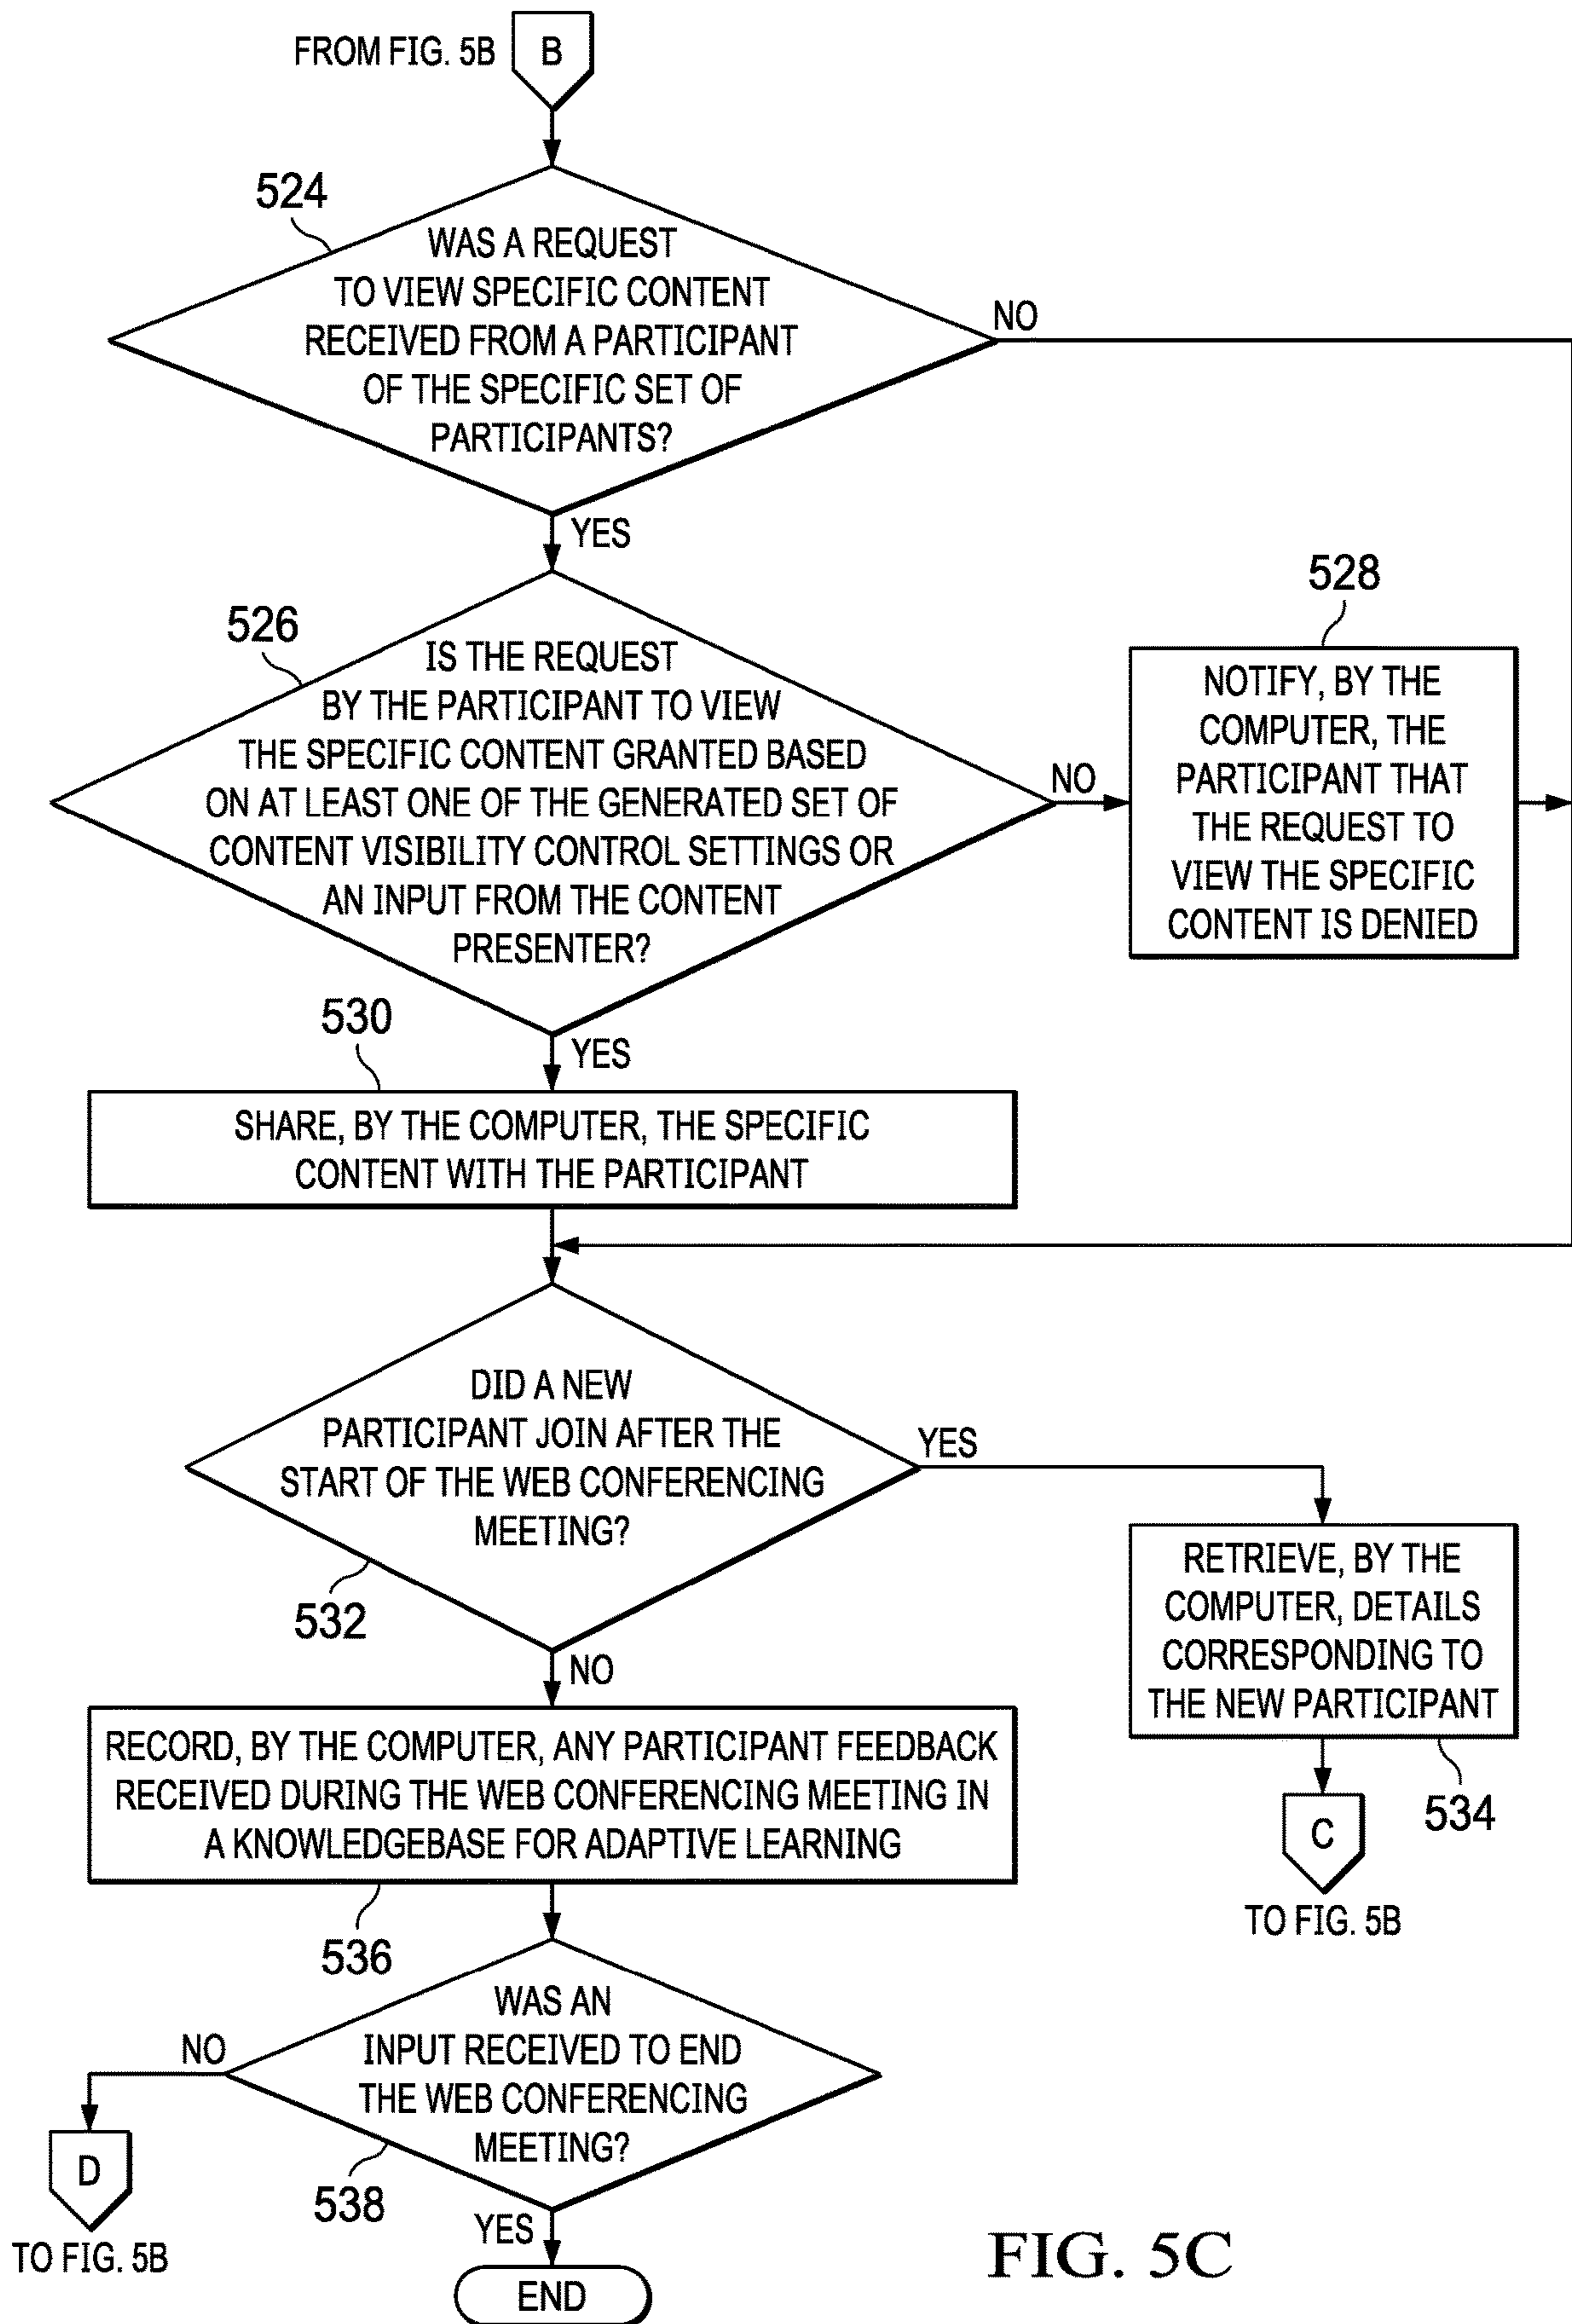 FROM FIG. 5B
B
524
WAS A REQUEST
TO VIEW SPECIFIC CONTENT
RECEIVED FROM A PARTICIPANT
OF THE SPECIFIC SET OF
PARTICIPANTS?
NO
YES
526
IS THE REQUEST
BY THE PARTICIPANT TO VIEW
THE SPECIFIC CONTENT GRANTED BASED
ON AT LEAST ONE OF THE GENERATED SET OF
CONTENT VISIBILITY CONTROL SETTINGS OR
AN INPUT FROM THE CONTENT
PRESENTER?
NO
528
NOTIFY, BY THE
COMPUTER, THE
PARTICIPANT THAT
THE REQUEST TO
VIEW THE SPECIFIC
CONTENT IS DENIED
YES
530
SHARE, BY THE COMPUTER, THE SPECIFIC
CONTENT WITH THE PARTICIPANT
DID A NEW
PARTICIPANT JOIN AFTER THE
START OF THE WEB CONFERENCING
MEETING?
532
YES
RETRIEVE, BY THE
COMPUTER, DETAILS
CORRESPONDING TO
THE NEW PARTICIPANT
534
C
TO FIG. 5B
NO
RECORD, BY THE COMPUTER, ANY PARTICIPANT FEEDBACK
RECEIVED DURING THE WEB CONFERENCING MEETING IN
A KNOWLEDGEBASE FOR ADAPTIVE LEARNING
536
WAS AN
INPUT RECEIVED TO END
THE WEB CONFERENCING
MEETING?
538
NO
D
TO FIG. 5B
YES
END
FIG. 5C